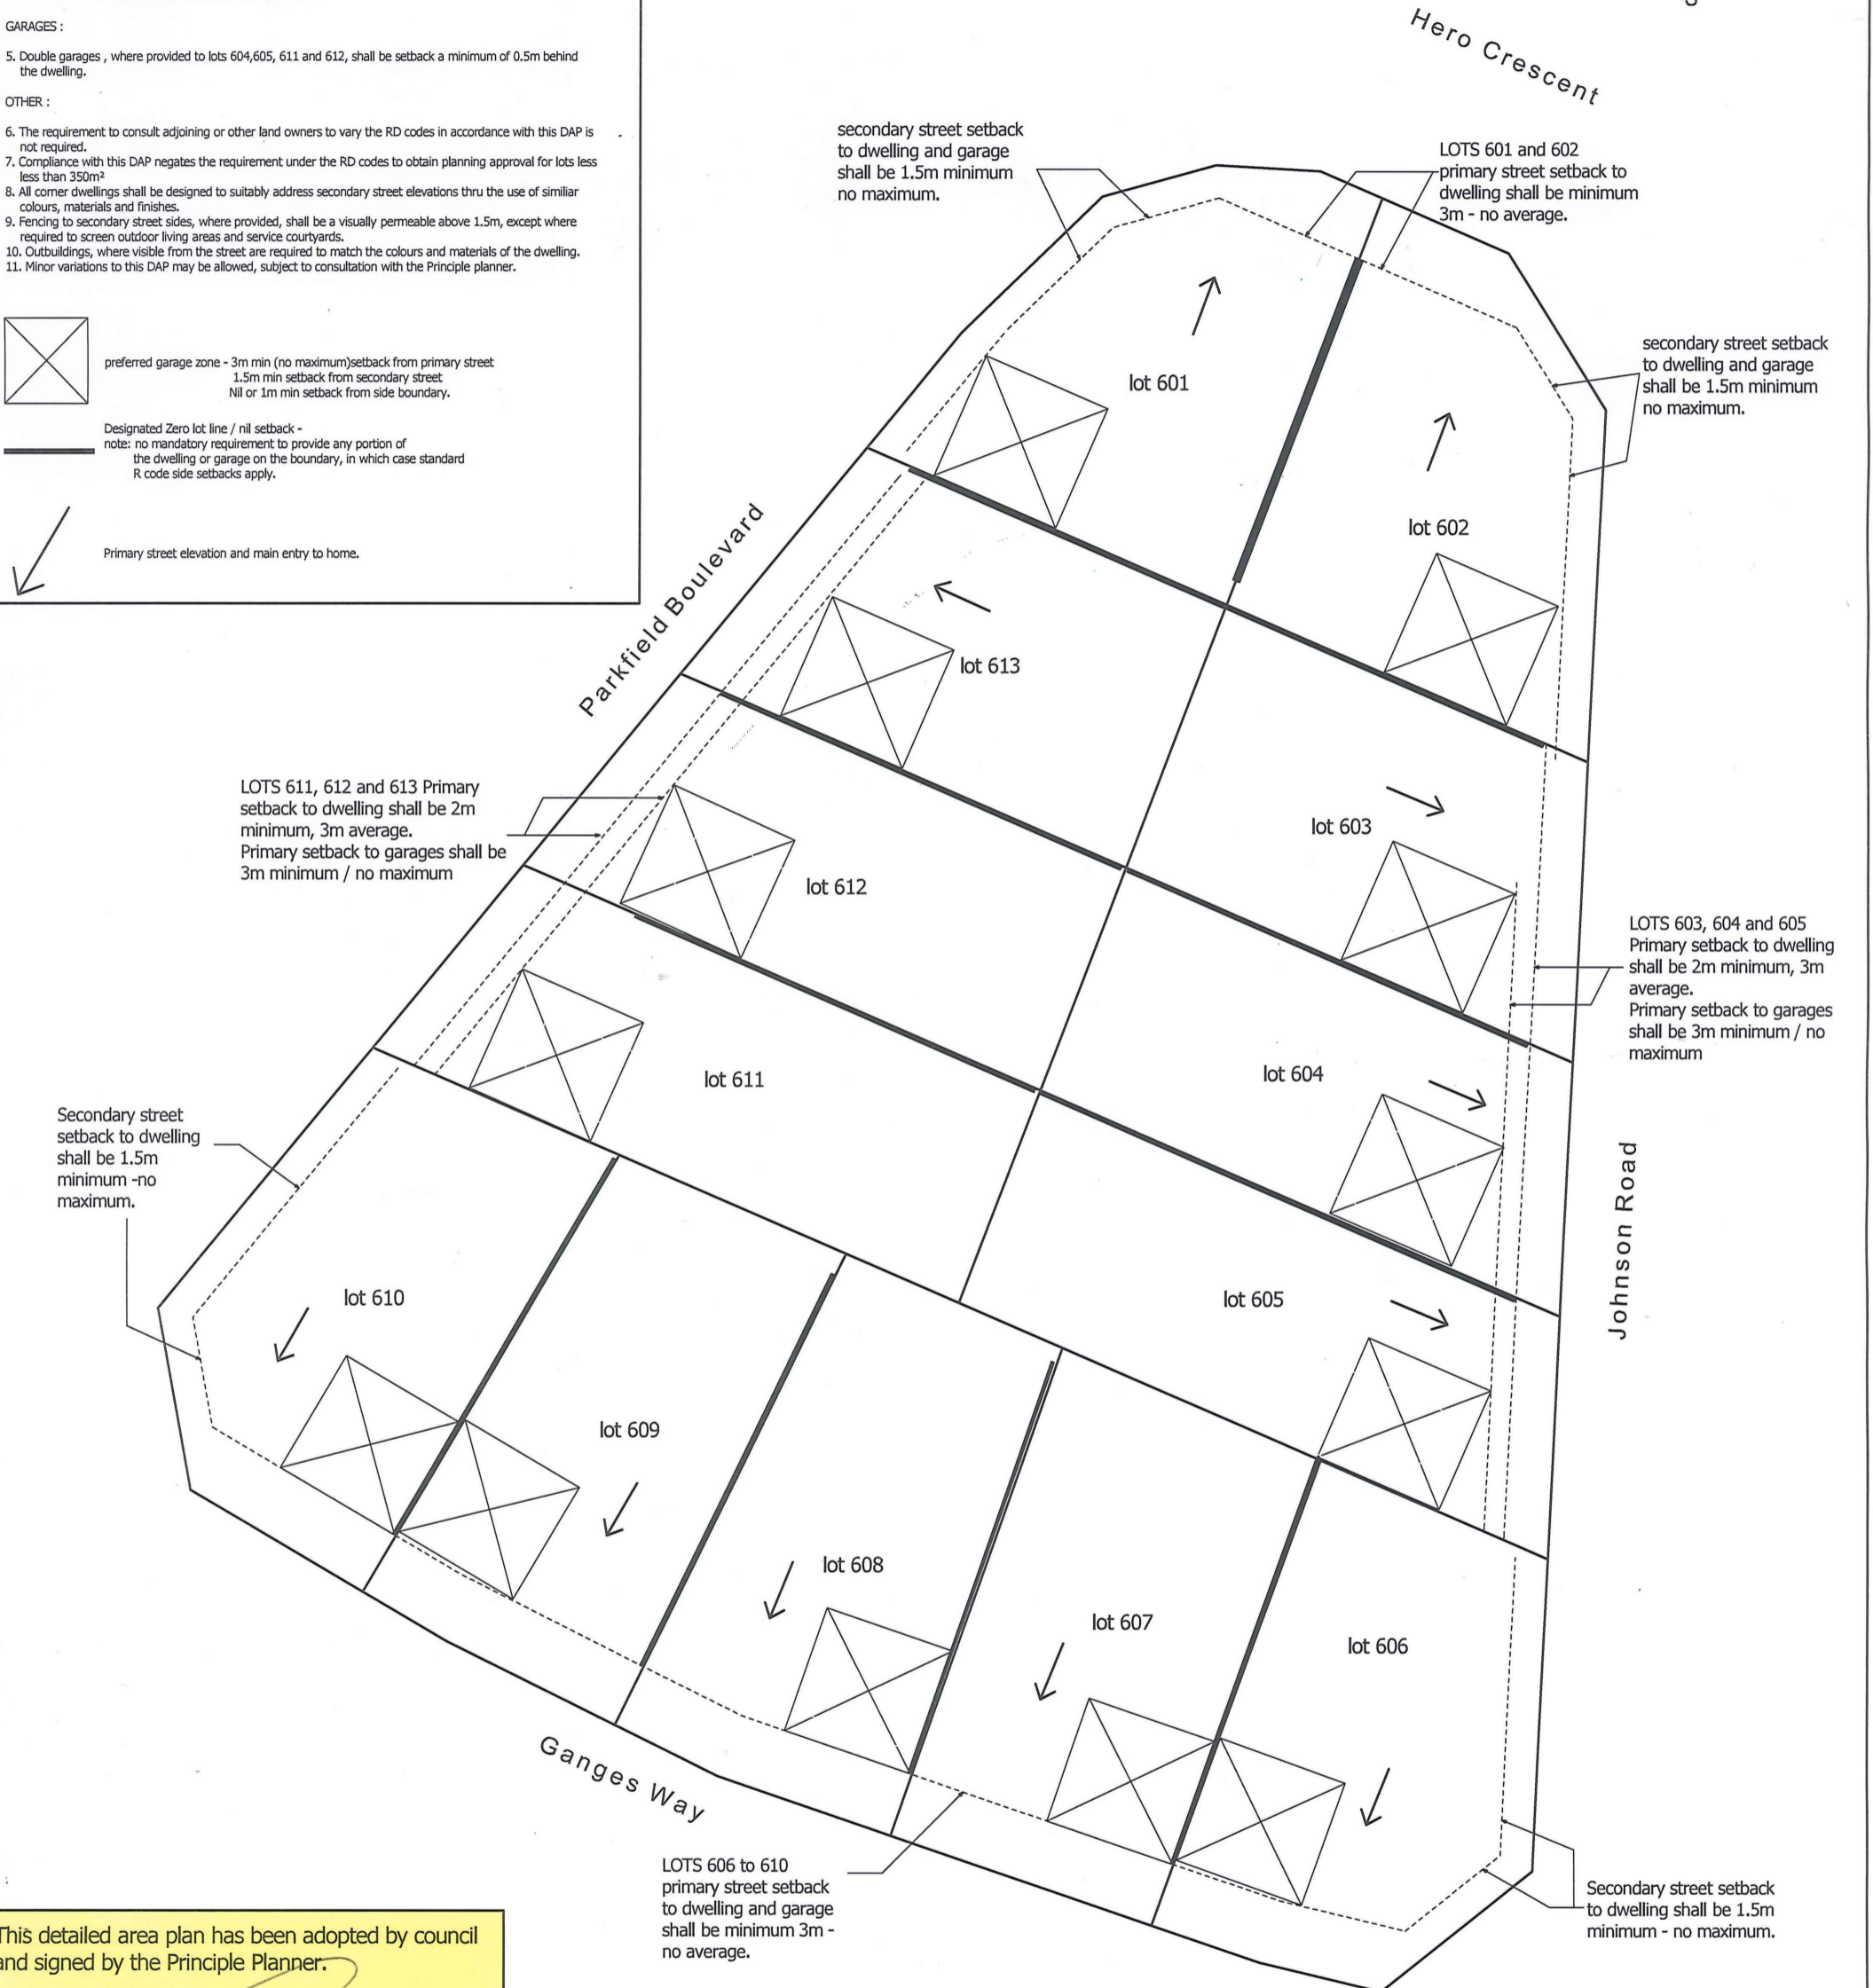 GARAGES :
5. Double garages , where provided to lots 604,605, 611 and 612, shall be setback a minimum of 0.5m behind
the dwelling.
OTHER :
6. The requirement to consult adjoining or other land owners to vary the RD codes in accordance with this DAP is
not required.
7. Compliance with this DAP negates the requirement under the RD codes to obtain planning approval for lots less
less than 350m²
8. All corner dwellings shall be designed to suitably address secondary street elevations thru the use of similiar
colours, materials and finishes.
9. Fencing to secondary street sides, where provided, shall be a visually permeable above 1.5m, except where
required to screen outdoor living areas and service courtyards.
10. Outbuildings, where visible from the street are required to match the colours and materials of the dwelling.
11. Minor variations to this DAP may be allowed, subject to consultation with the Principle planner.
preferred garage zone - 3m min (no maximum)setback from primary street
1.5m min setback from secondary street
Nil or 1m min setback from side boundary.
Designated Zero lot line / nil setback -
note: no mandatory requirement to provide any portion of
the dwelling or garage on the boundary, in which case standard
R code side setbacks apply.
Primary street elevation and main entry to home.
Hero Crescent
secondary street setback
to dwelling and garage
shall be 1.5m minimum
no maximum.
LOTS 601 and 602
primary street setback to
dwelling shall be minimum
3m - no average.
secondary street setback
to dwelling and garage
shall be 1.5m minimum
no maximum.
lot 601
lot 602
Parkfield Boulevard
lot 613
lot 603
LOTS 611, 612 and 613 Primary
setback to dwelling shall be 2m
minimum, 3m average.
Primary setback to garages shall be
3m minimum / no maximum
lot 612
LOTS 603, 604 and 605
Primary setback to dwelling
shall be 2m minimum, 3m
average.
Primary setback to garages
shall be 3m minimum / no
maximum
lot 611
lot 604
Secondary street
setback to dwelling
shall be 1.5m
minimum -no
maximum.
Johnson Road
lot 610
lot 605
lot 609
lot 608
lot 607
lot 606
Ganges Way
LOTS 606 to 610
primary street setback
to dwelling and garage
shall be minimum 3m -
no average.
Secondary street setback
to dwelling shall be 1.5m
minimum - no maximum.
This detailed area plan has been adopted by council
and signed by the Principle Planner.